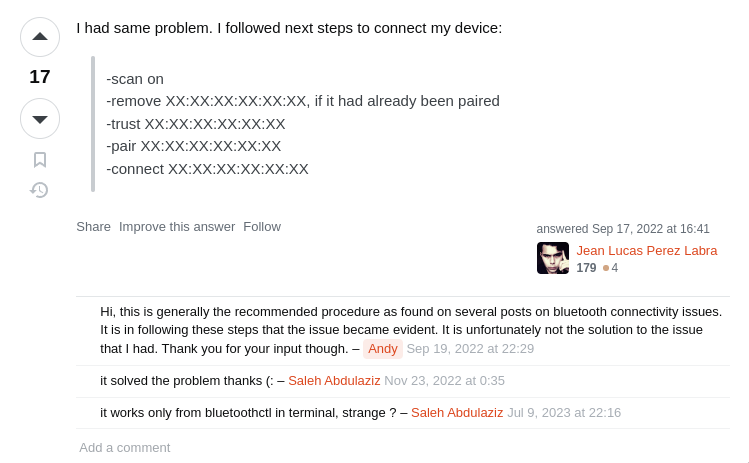 I had same problem. I followed next steps to connect my device:
17
-scan on
-remove XX:XX:XX:XX:XX:XX, if it had already been paired
-trust XX:XX:XX:XX:XX:XX
-pair XX:XX:XX:XX:XX:XX
-connect XX:XX:XX:XX:XX:XX
Share Improve this answer Follow
answered Sep 17, 2022 at 16:41
Jean Lucas Perez Labra
179 4
Hi, this is generally the recommended procedure as found on several posts on bluetooth connectivity issues.
It is in following these steps that the issue became evident. It is unfortunately not the solution to the issue
that I had. Thank you for your input though. – Andy Sep 19, 2022 at 22:29
it solved the problem thanks (: – Saleh Abdulaziz Nov 23, 2022 at 0:35
it works only from bluetoothctl in terminal, strange ? – Saleh Abdulaziz Jul 9, 2023 at 22:16
Add a comment